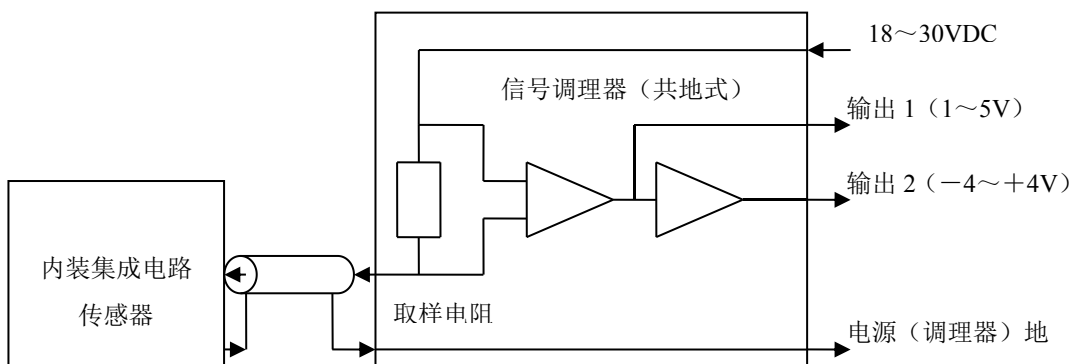 18～30VDC
信号调理器（共地式）
输出 1（1～5V）
输出 2（－4～＋4V）
内装集成电路
传感器
取样电阻
电源（调理器）地